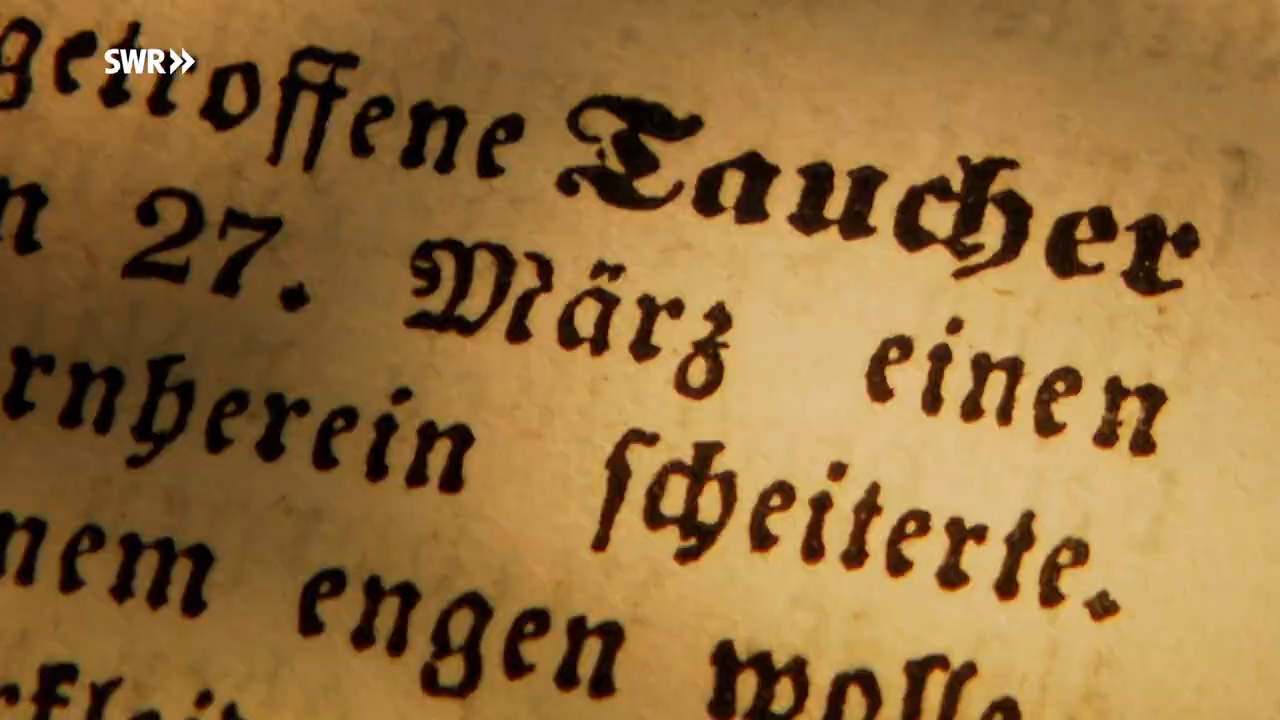 SWR»
getroffene Taucher
27. März einen
rnherein scheiterte.
nem engen